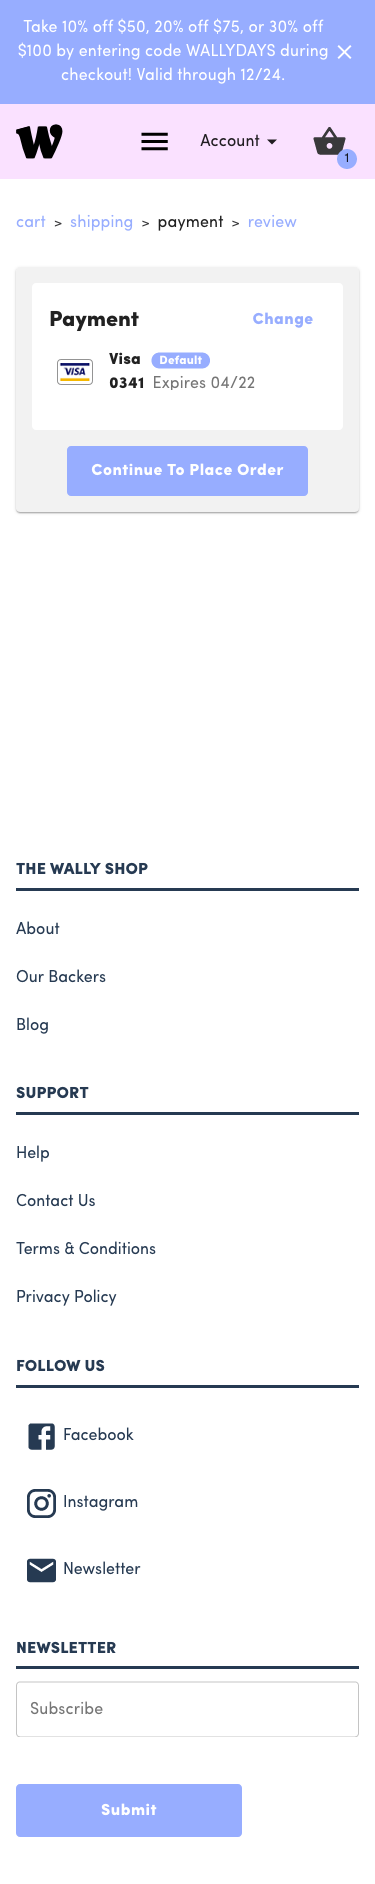 Take 10% off $50, 20% off $75, or 30% off
$100 by entering code WALLYDAYS during
checkout! Valid through 12/24.
W
Account
1
cart > shipping > payment > review
Payment
Change
VISA
Visa Default
0341 Expires 04/22
Continue To Place Order
THE WALLY SHOP
About
Our Backers
Blog
SUPPORT
Help
Contact Us
Terms & Conditions
Privacy Policy
FOLLOW US
Facebook
Instagram
Newsletter
NEWSLETTER
Subscribe
Submit